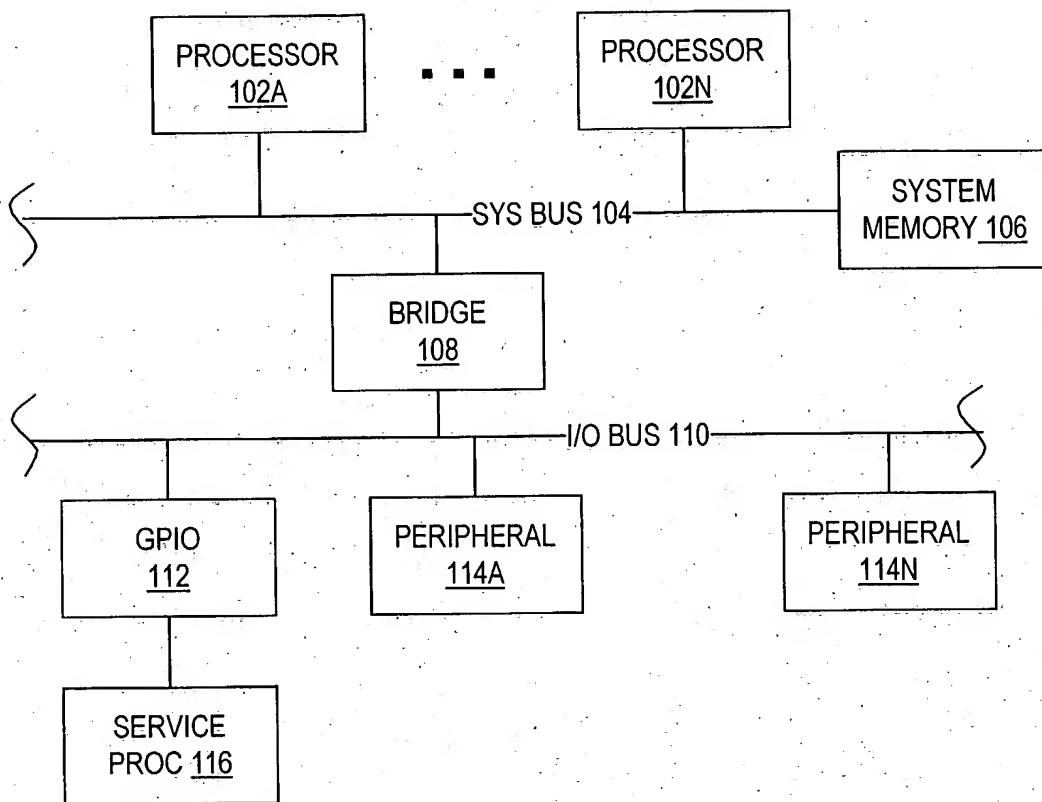 PROCESSOR
102A
PROCESSOR
102N
SYSTEM
MEMORY 106
SYS BUS 104
BRIDGE
108
I/O BUS 110
GPIO
112
PERIPHERAL
114A
PERIPHERAL
114N
SERVICE
PROC 116